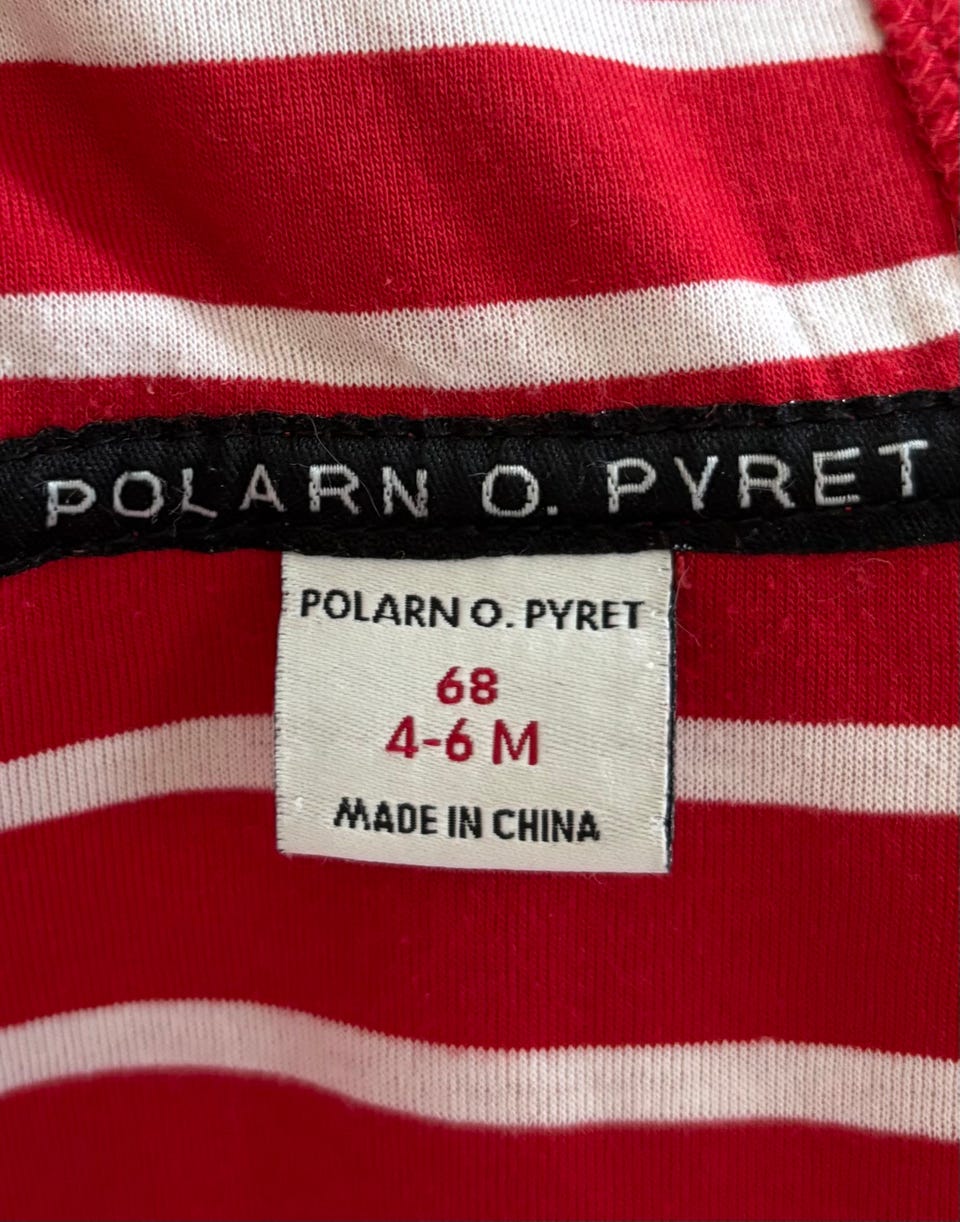 POLARN O. PYRET
POLARN O. PYRET
68
4-6 M
MADE IN CHINA